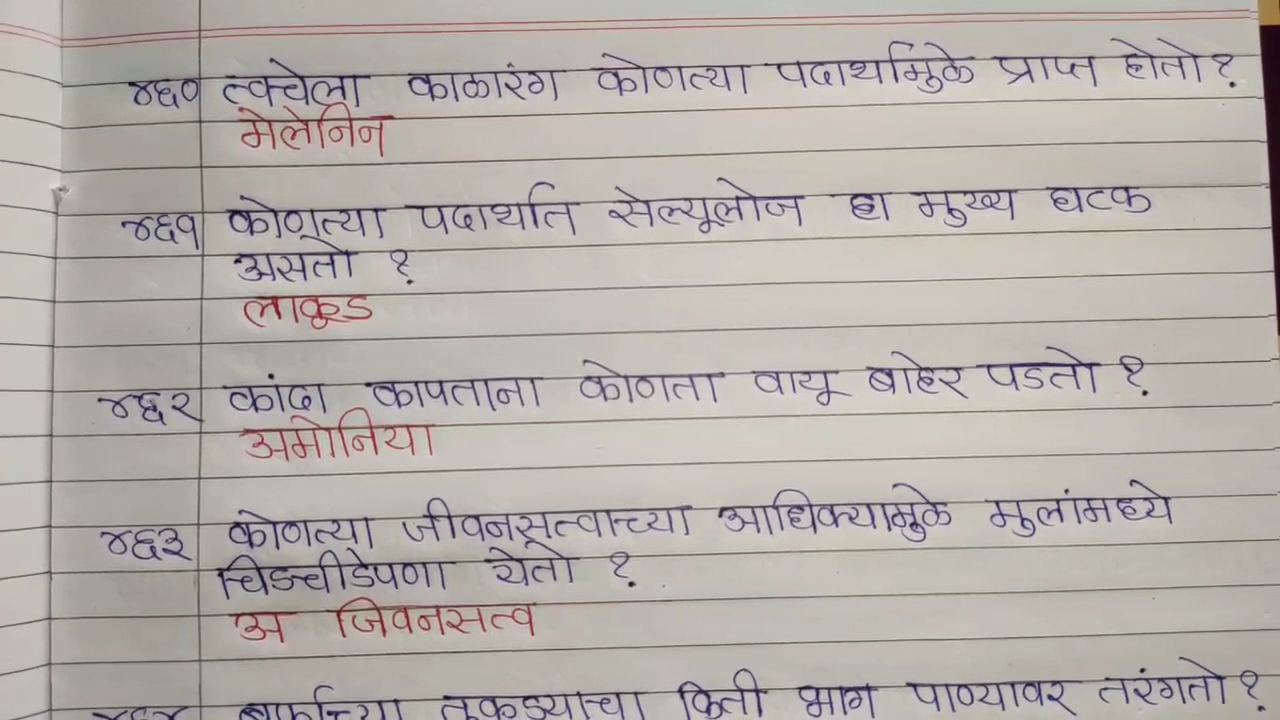 ४६० त्वचेला काळारंग कोणत्या पदार्थामुळे प्राप्त होतो?
मेलेनिन
४६१ कोणत्या पदार्थात सेल्यूलोज हा मुख्य घटक
असतो ?
लाकूड
४६२ कांदा कापताना कोणता वायू बाहेर पडतो ?
अमोनिया
४६३ कोणत्या जीवनसत्वाच्या आधिक्यामुळे मुलांमध्ये
चिडचीडेपणा येतो ?
अ जिवनसत्व
४६४ बर्फाच्या तुकड्याचा किती भाग पाण्यावर तरंगतो ?